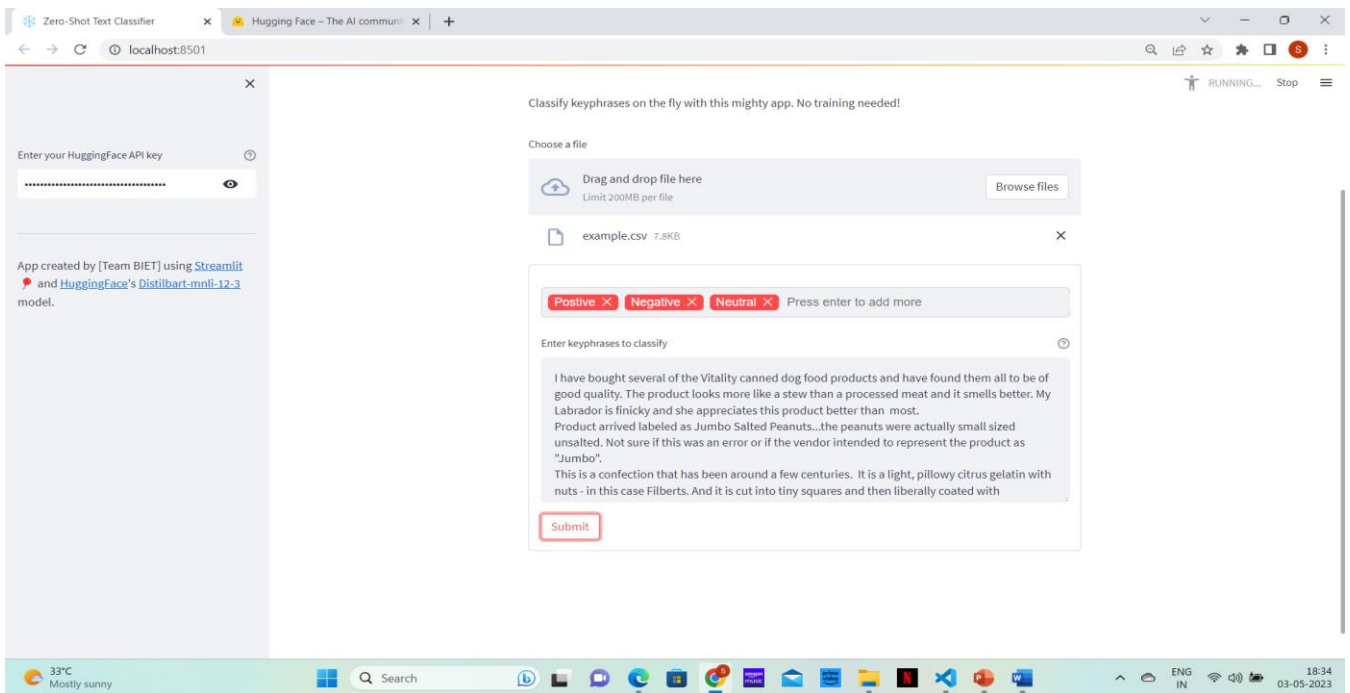 Zero-Shot Text Classifier
Hugging Face – The AI communi
localhost:8501
S
RUNNING...
Stop
Enter your HuggingFace API key
App created by [Team BIET] using Streamlit
and HuggingFace's Distilbart-mnli-12-3
model.
Classify keyphrases on the fly with this mighty app. No training needed!
Choose a file
Drag and drop file here
Limit 200MB per file
Browse files
example.csv 7.8KB
Postive
Negative
Neutral
Press enter to add more
Enter keyphrases to classify
I have bought several of the Vitality canned dog food products and have found them all to be of
good quality. The product looks more like a stew than a processed meat and it smells better. My
Labrador is finicky and she appreciates this product better than most.
Product arrived labeled as Jumbo Salted Peanuts...the peanuts were actually small sized
unsalted. Not sure if this was an error or if the vendor intended to represent the product as
"Jumbo".
This is a confection that has been around a few centuries. It is a light, pillowy citrus gelatin with
nuts - in this case Filberts. And it is cut into tiny squares and then liberally coated with
Submit
33°C
Mostly sunny
Search
ENG
IN
18:34
03-05-2023